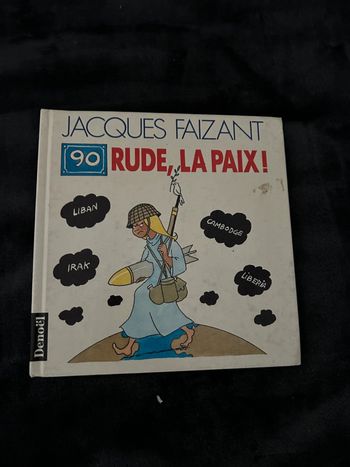 JACQUES FAIZANT
90 RUDE, LA PAIX !
LIBAN
CAMBODGE
IRAK
LIBERIA
Denoël